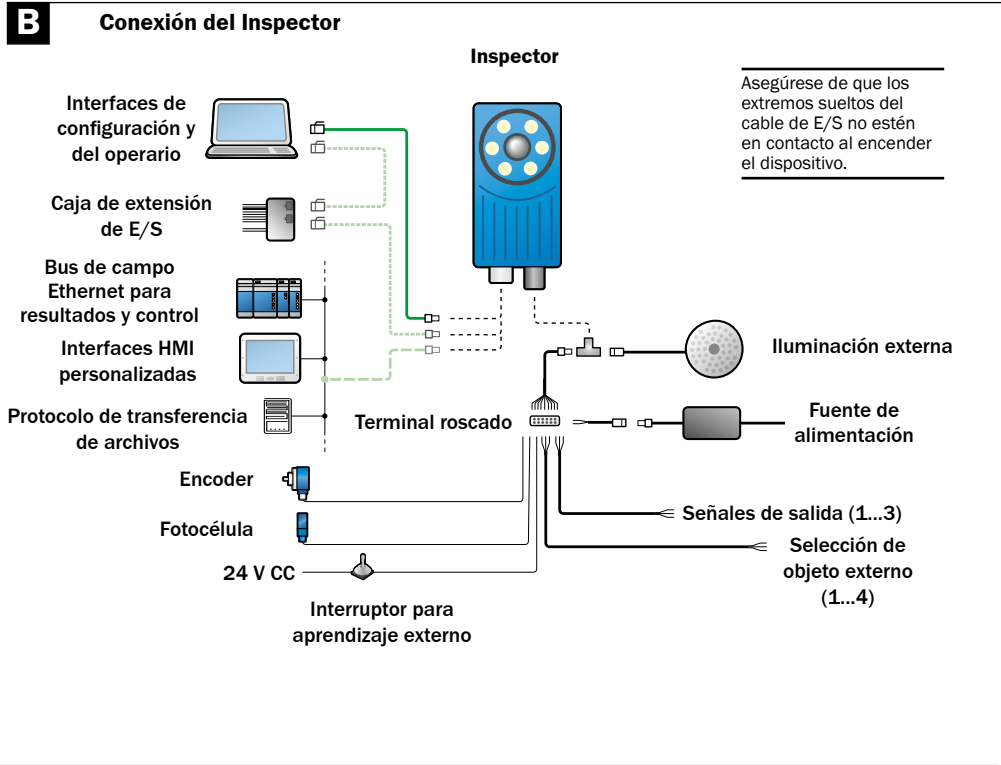 B
Conexión del Inspector
Inspector
Asegúrese de que los
extremos sueltos del
cable de E/S no estén
en contacto al encender
el dispositivo.
Interfaces de
configuración y
del operario
Caja de extensión
de E/S
Bus de campo
Ethernet para
resultados y control
Interfaces HMI
personalizadas
Protocolo de transferencia
de archivos
Iluminación externa
Terminal roscado
Fuente de
alimentación
Encoder
Fotocélula
24 V CC
Interruptor para
aprendizaje externo
Señales de salida (1...3)
Selección de
objeto externo
(1...4)